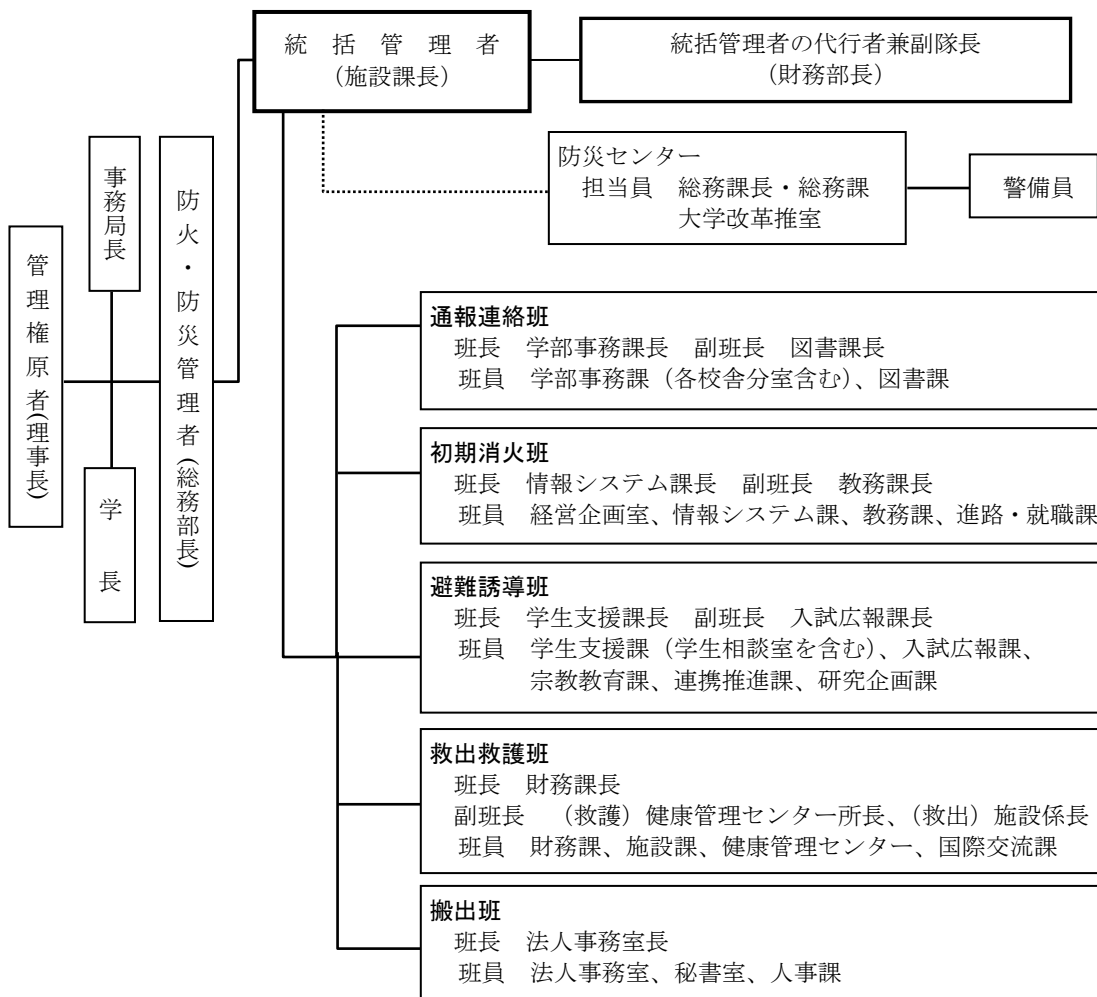 統括管理者
（施設課長）
統括管理者の代行者兼副隊長
（財務部長）
防災センター
担当員　総務課長・総務課
大学改革推室
警備員
管理権原者(理事長)
事務局長
学長
防火・防災管理者(総務部長)
通報連絡班
班長　学部事務課長　副班長　図書課長
班員　学部事務課（各校舎分室含む）、図書課
初期消火班
班長　情報システム課長　副班長　教務課長
班員　経営企画室、情報システム課、教務課、進路・就職課
避難誘導班
班長　学生支援課長　副班長　入試広報課長
班員　学生支援課（学生相談室を含む）、入試広報課、
宗教教育課、連携推進課、研究企画課
救出救護班
班長　財務課長
副班長　（救護）健康管理センター所長、（救出）施設係長
班員　財務課、施設課、健康管理センター、国際交流課
搬出班
班長　法人事務室長
班員　法人事務室、秘書室、人事課